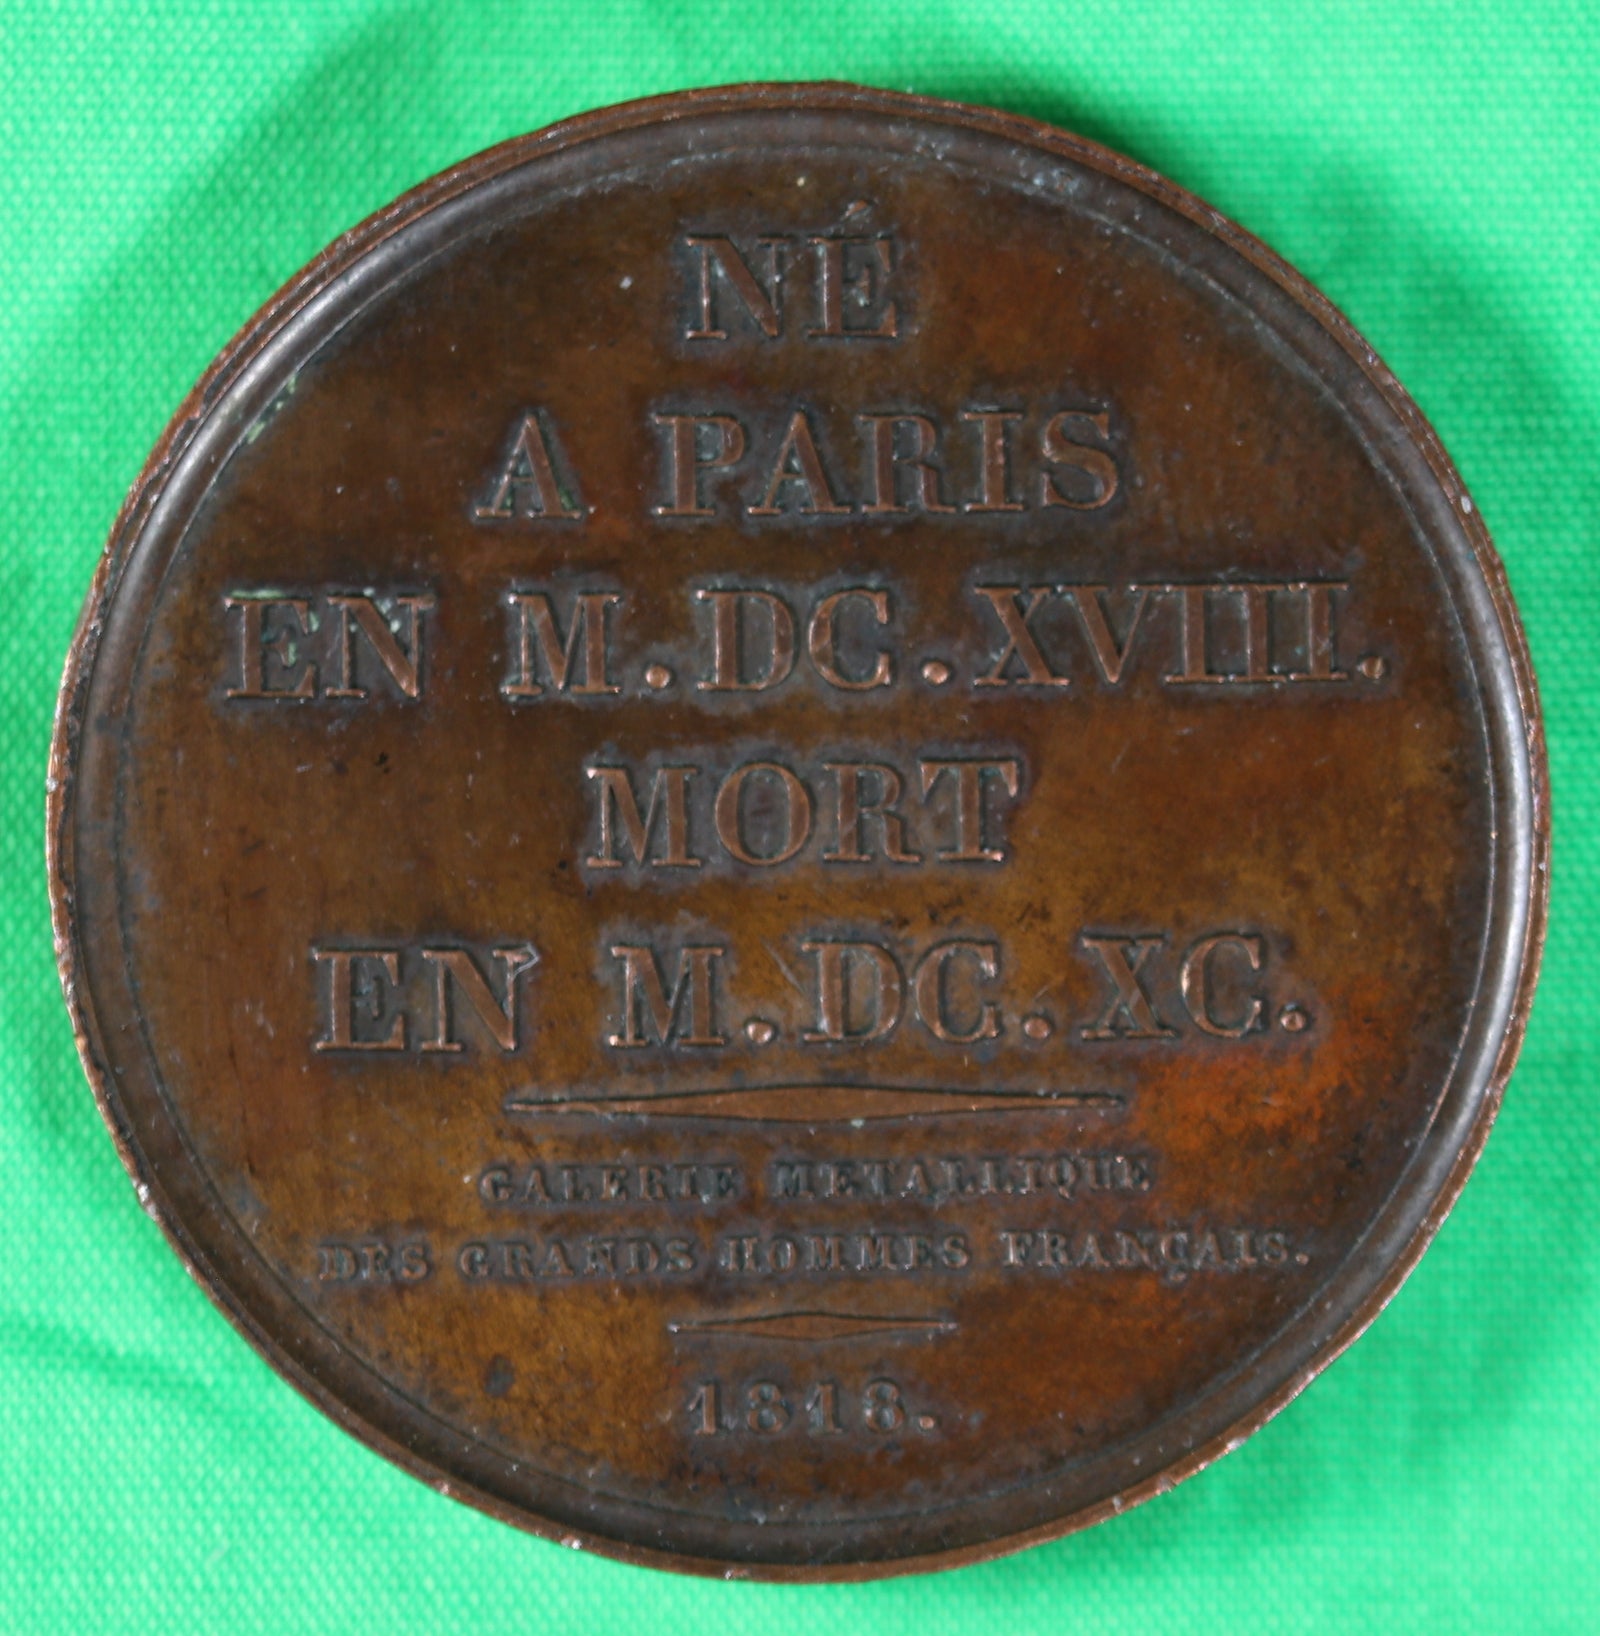 NÉ
A PARIS
EN M.DC.XVIII.
MORT
EN M.DC.XC.
GALERIE METALLIQUE
DES GRANDS HOMMES FRANÇAIS.
1818.